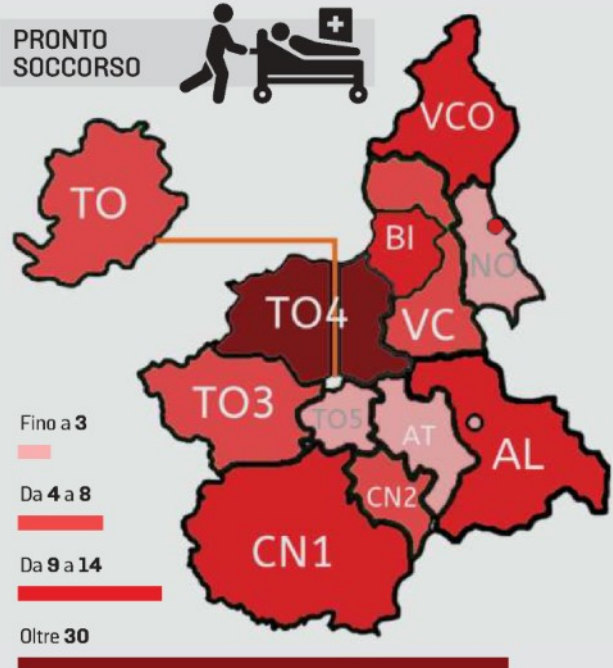 PRONTO
SOCCORSO
VCO
TO
BI
NO
TO4
VC
TO3
TO5
AT
AL
CN2
CN1
Fino a 3
Da 4 a 8
Da 9 a 14
Oltre 30